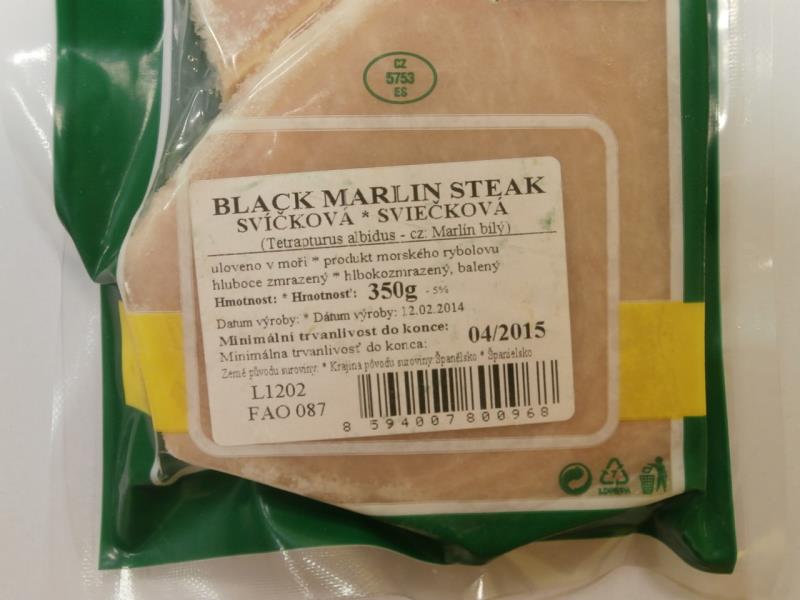 CZ
5753
ES
BLACK MARLIN STEAK
SVÍČKOVÁ * SVIEČKOVÁ
(Tetrapturus albidus - cz: Marlín bílý)
uloveno v moři * produkt morského rybolovu
hluboce zmrazený * hlbokozmrazený, balený
Hmotnost: * Hmotnosť: 350g - 5%
Datum výroby: * Dátum výroby: 12.02.2014
Minimální trvanlivost do konce: 04/2015
Minimálna trvanlivosť do konca:
Země původu suroviny: * Krajina pôvodu suroviny Španělsko * Španielsko
L1202
FAO 087
8 594007 800968